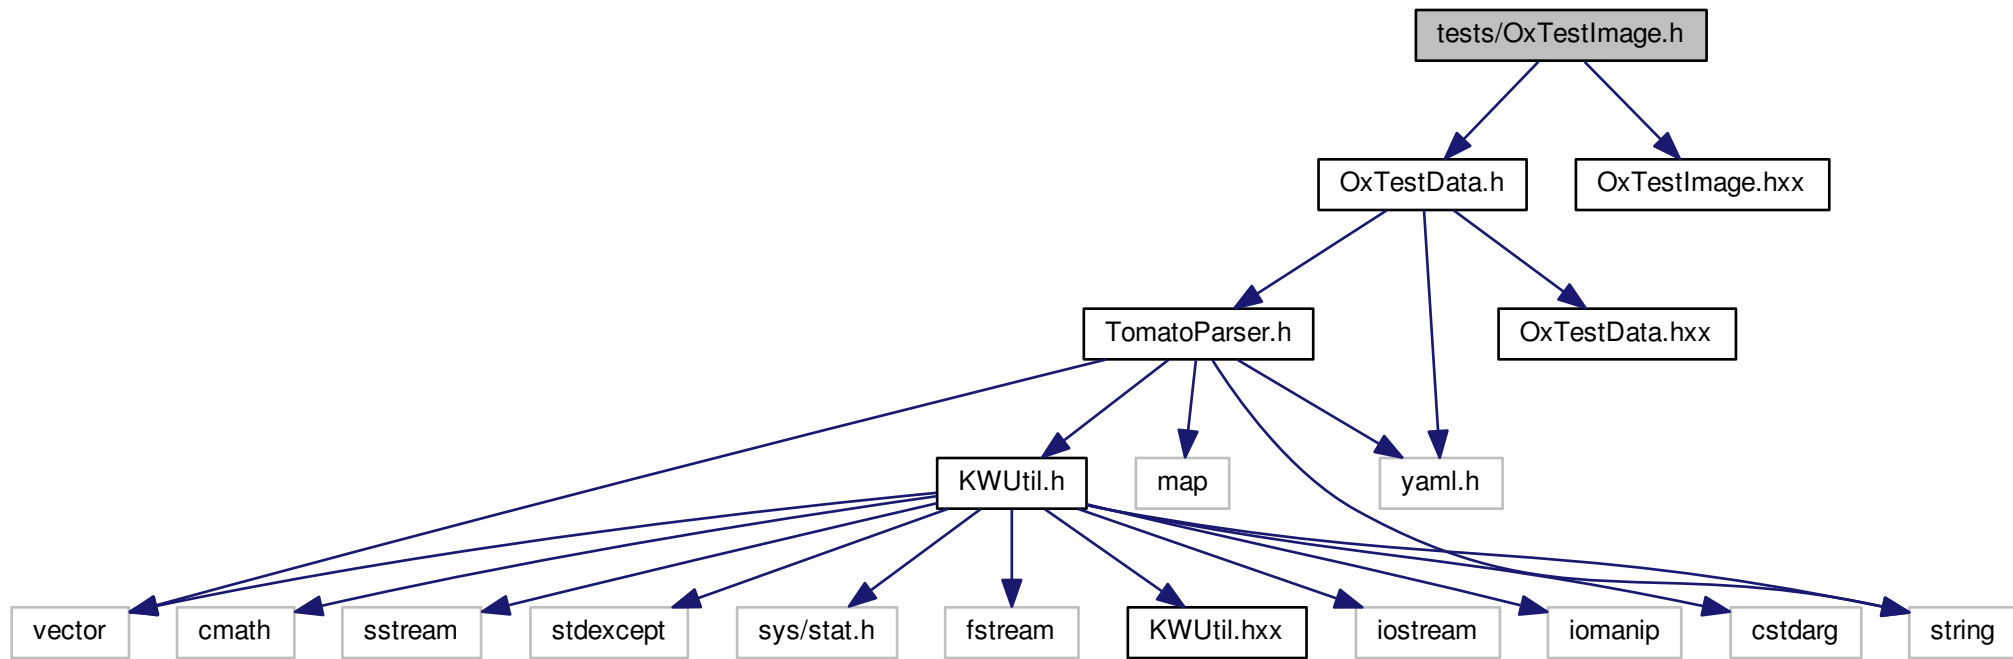 tests/OxTestImage.h
OxTestData.h
OxTestImage.hxx
TomatoParser.h
OxTestData.hxx
KWUtil.h
map
yaml.h
vector
cmath
sstream
stdexcept
sys/stat.h
fstream
KWUtil.hxx
iostream
iomanip
cstdarg
string